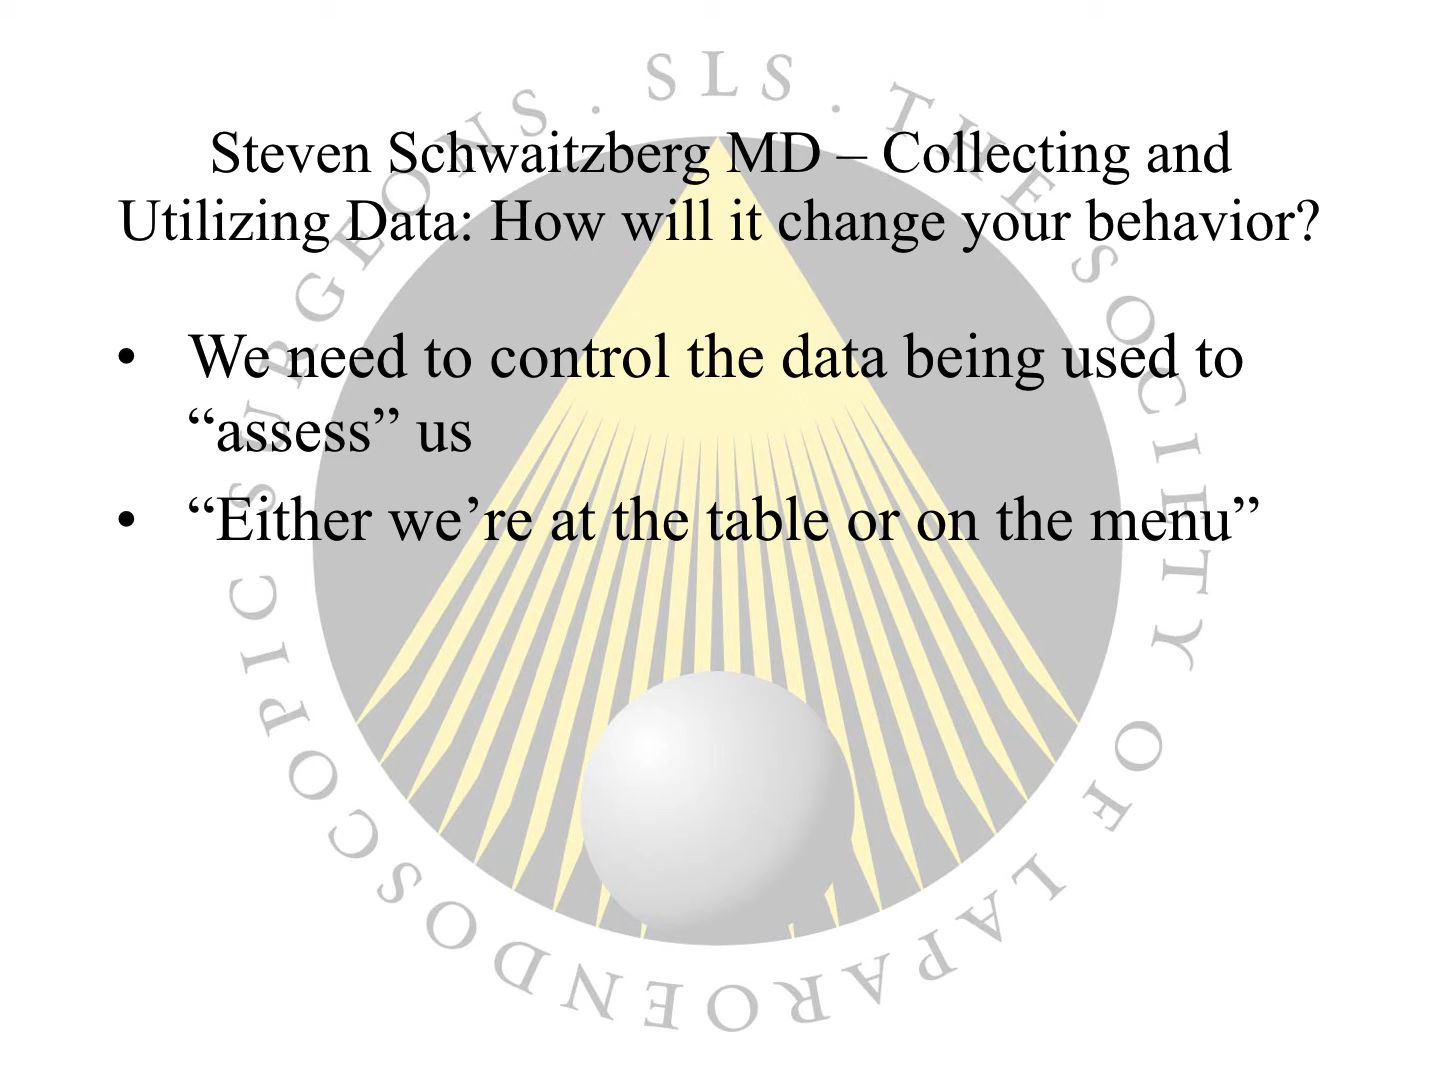 SLS . THE SOCIETY OF LAPAROENDOSCOPIC SURGEONS .
Steven Schwaitzberg MD – Collecting and
Utilizing Data: How will it change your behavior?
• We need to control the data being used to
“assess” us
• “Either we’re at the table or on the menu”